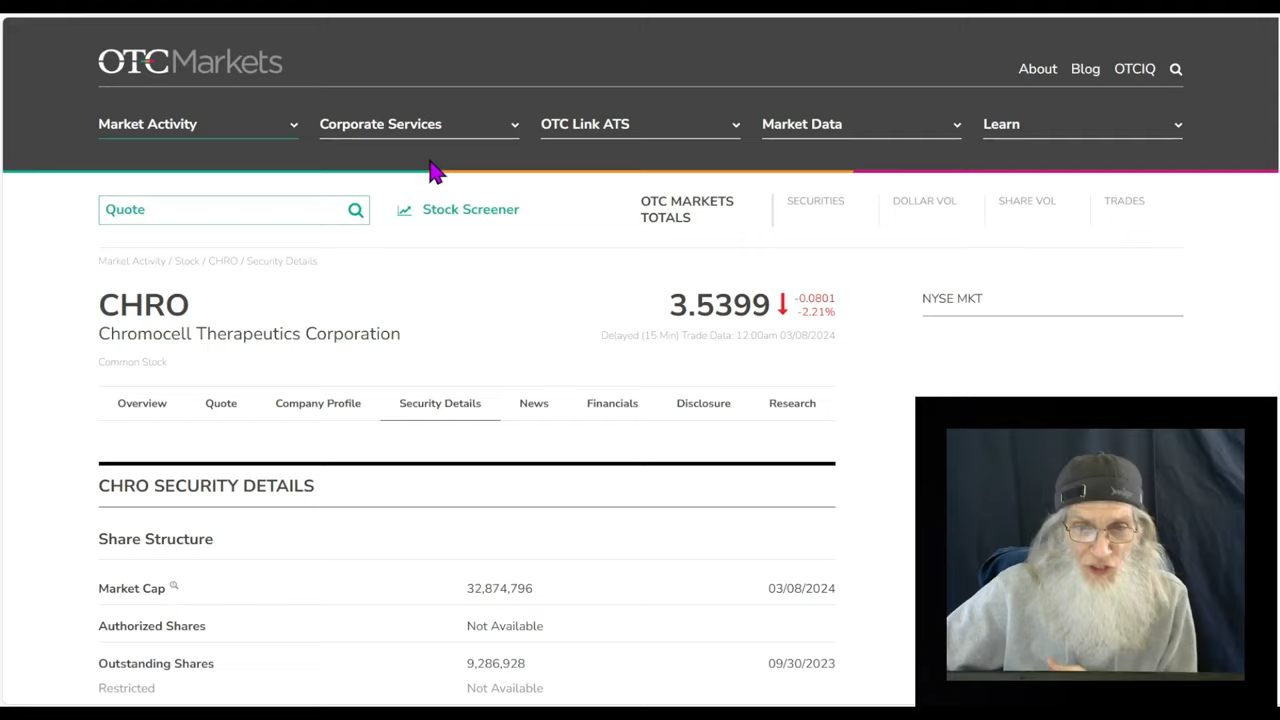 OTCMarkets
About Blog OTCIQ
Market Activity Corporate Services OTC Link ATS Market Data Learn
Quote Stock Screener OTC MARKETS TOTALS SECURITIES DOLLAR VOL SHARE VOL TRADES
Market Activity / Stock / CHRO / Security Details
CHRO 3.5399 -0.0801
-2.21%
NYSE MKT
Chromocell Therapeutics Corporation Delayed (15 Min) Trade Data: 12:00am 03/08/2024
Common Stock
Overview Quote Company Profile Security Details News Financials Disclosure Research
CHRO SECURITY DETAILS
Share Structure
Market Cap 32,874,796 03/08/2024
Authorized Shares Not Available
Outstanding Shares 9,286,928 09/30/2023
Restricted Not Available